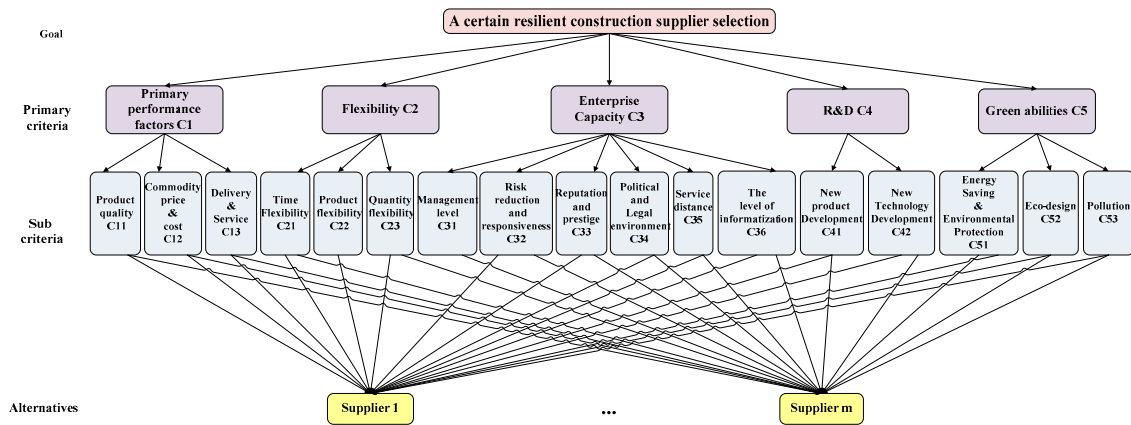 A certain resilient construction supplier selection
Goal
Primary
criteria
Primary
performance
factors C1
Flexibility C2
Enterprise
Capacity C3
R&D C4
Green abilities C5
Sub
criteria
Product
quality
C11
Commodity
price
&
cost
C12
Delivery
&
Service
C13
Time
Flexibility
C21
Product
flexibility
C22
Quantity
flexibility
C23
Management
level
C31
Risk
reduction
and
responsiveness
C32
Reputation
and
prestige
C33
Political
and
Legal
environment
C34
Service
distance
C35
The
level of
informatization
C36
New
product
Development
C41
New
Technology
Development
C42
Energy
Saving
&
Environmental
Protection
C51
Eco-design
C52
Pollution
C53
Alternatives
Supplier 1
...
Supplier m